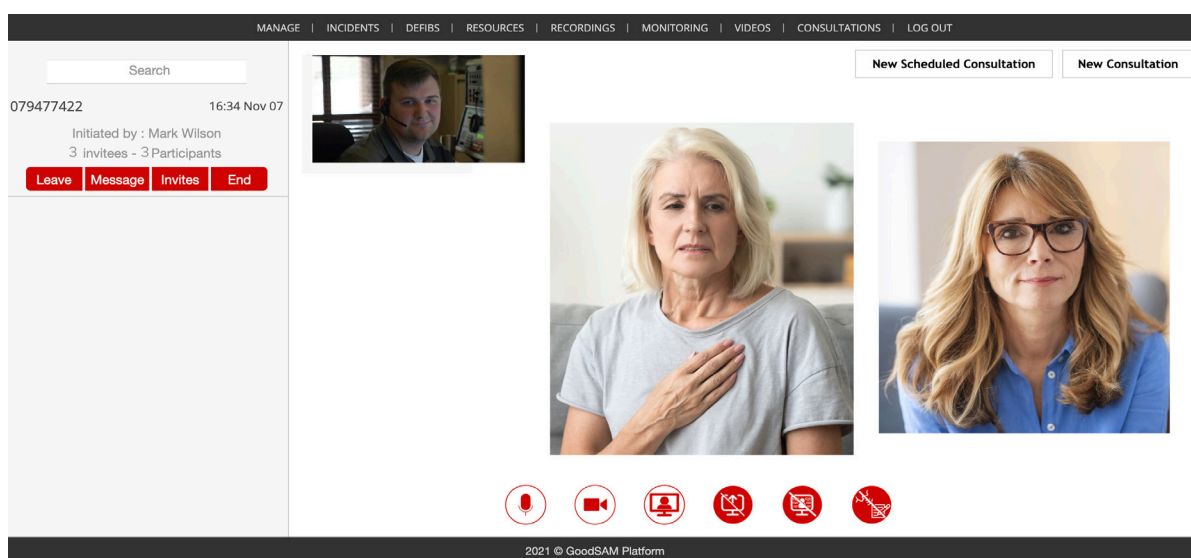 MANAGE | INCIDENTS | DEFIBS | RESOURCES | RECORDINGS | MONITORING | VIDEOS | CONSULTATIONS | LOG OUT
Search
New Scheduled Consultation
New Consultation
079477422 16:34 Nov 07
Initiated by : Mark Wilson
3 invitees - 3 Participants
Leave Message Invites End
2021 © GoodSAM Platform